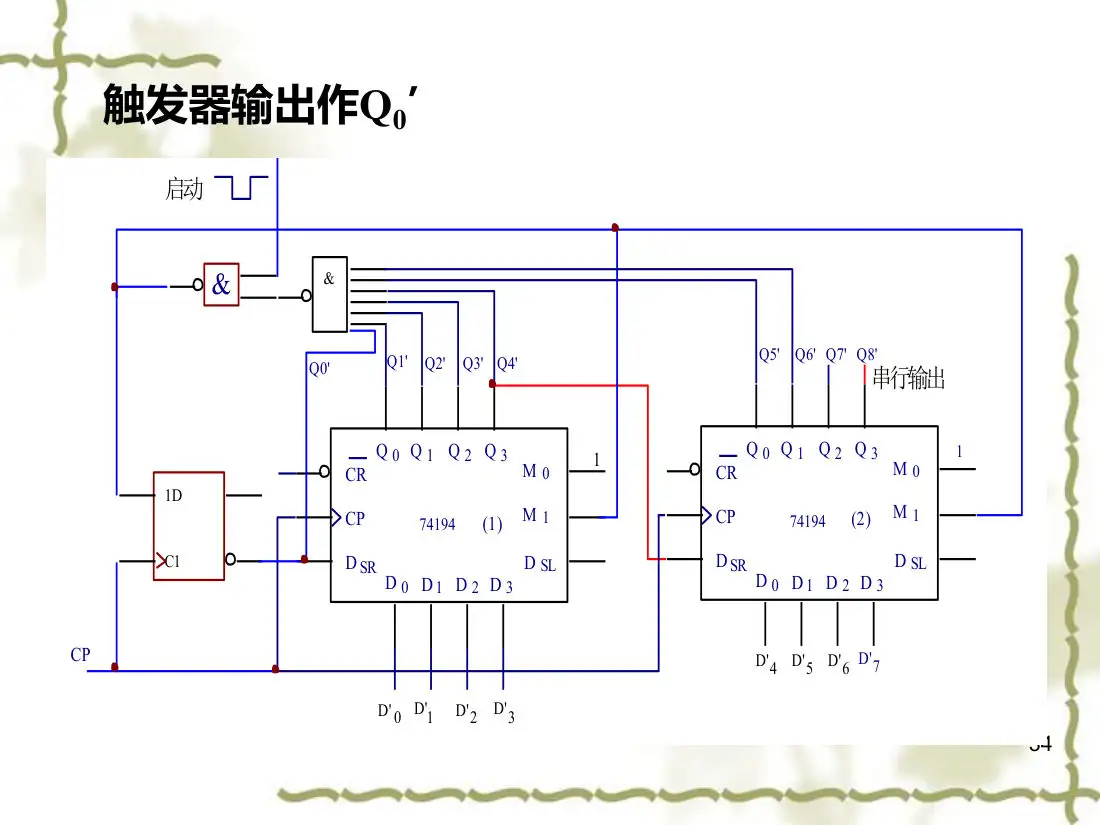 触发器输出作Q0′
启动
&
&
Q0'
Q1'
Q2'
Q3'
Q4'
Q5'
Q6'
Q7'
Q8'
串行输出
1D
C1
Q0 Q1 Q2 Q3
CR
M0
1
CP
74194 (1)
M1
DSR
DSL
D0 D1 D2 D3
Q0 Q1 Q2 Q3
CR
M0
1
CP
74194 (2)
M1
DSR
DSL
D0 D1 D2 D3
CP
D'0 D'1 D'2 D'3
D'4 D'5 D'6 D'7